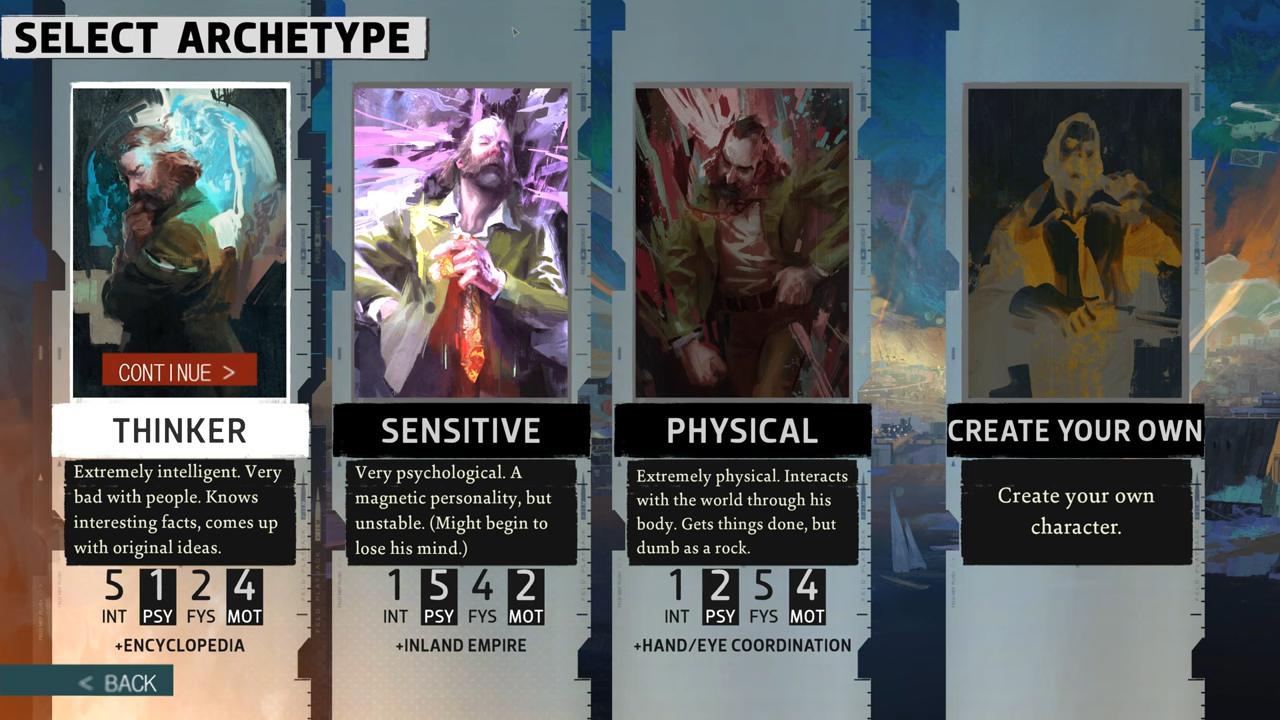 SELECT ARCHETYPE
CONTINUE >
THINKER
Extremely intelligent. Very
bad with people. Knows
interesting facts, comes up
with original ideas.
5 1 2 4
INT PSY FYS MOT
+ENCYCLOPEDIA
SENSITIVE
Very psychological. A
magnetic personality, but
unstable. (Might begin to
lose his mind.)
1 5 4 2
INT PSY FYS MOT
+INLAND EMPIRE
PHYSICAL
Extremely physical. Interacts
with the world through his
body. Gets things done, but
dumb as a rock.
1 2 5 4
INT PSY FYS MOT
+HAND/EYE COORDINATION
CREATE YOUR OWN
Create your own
character.
< BACK